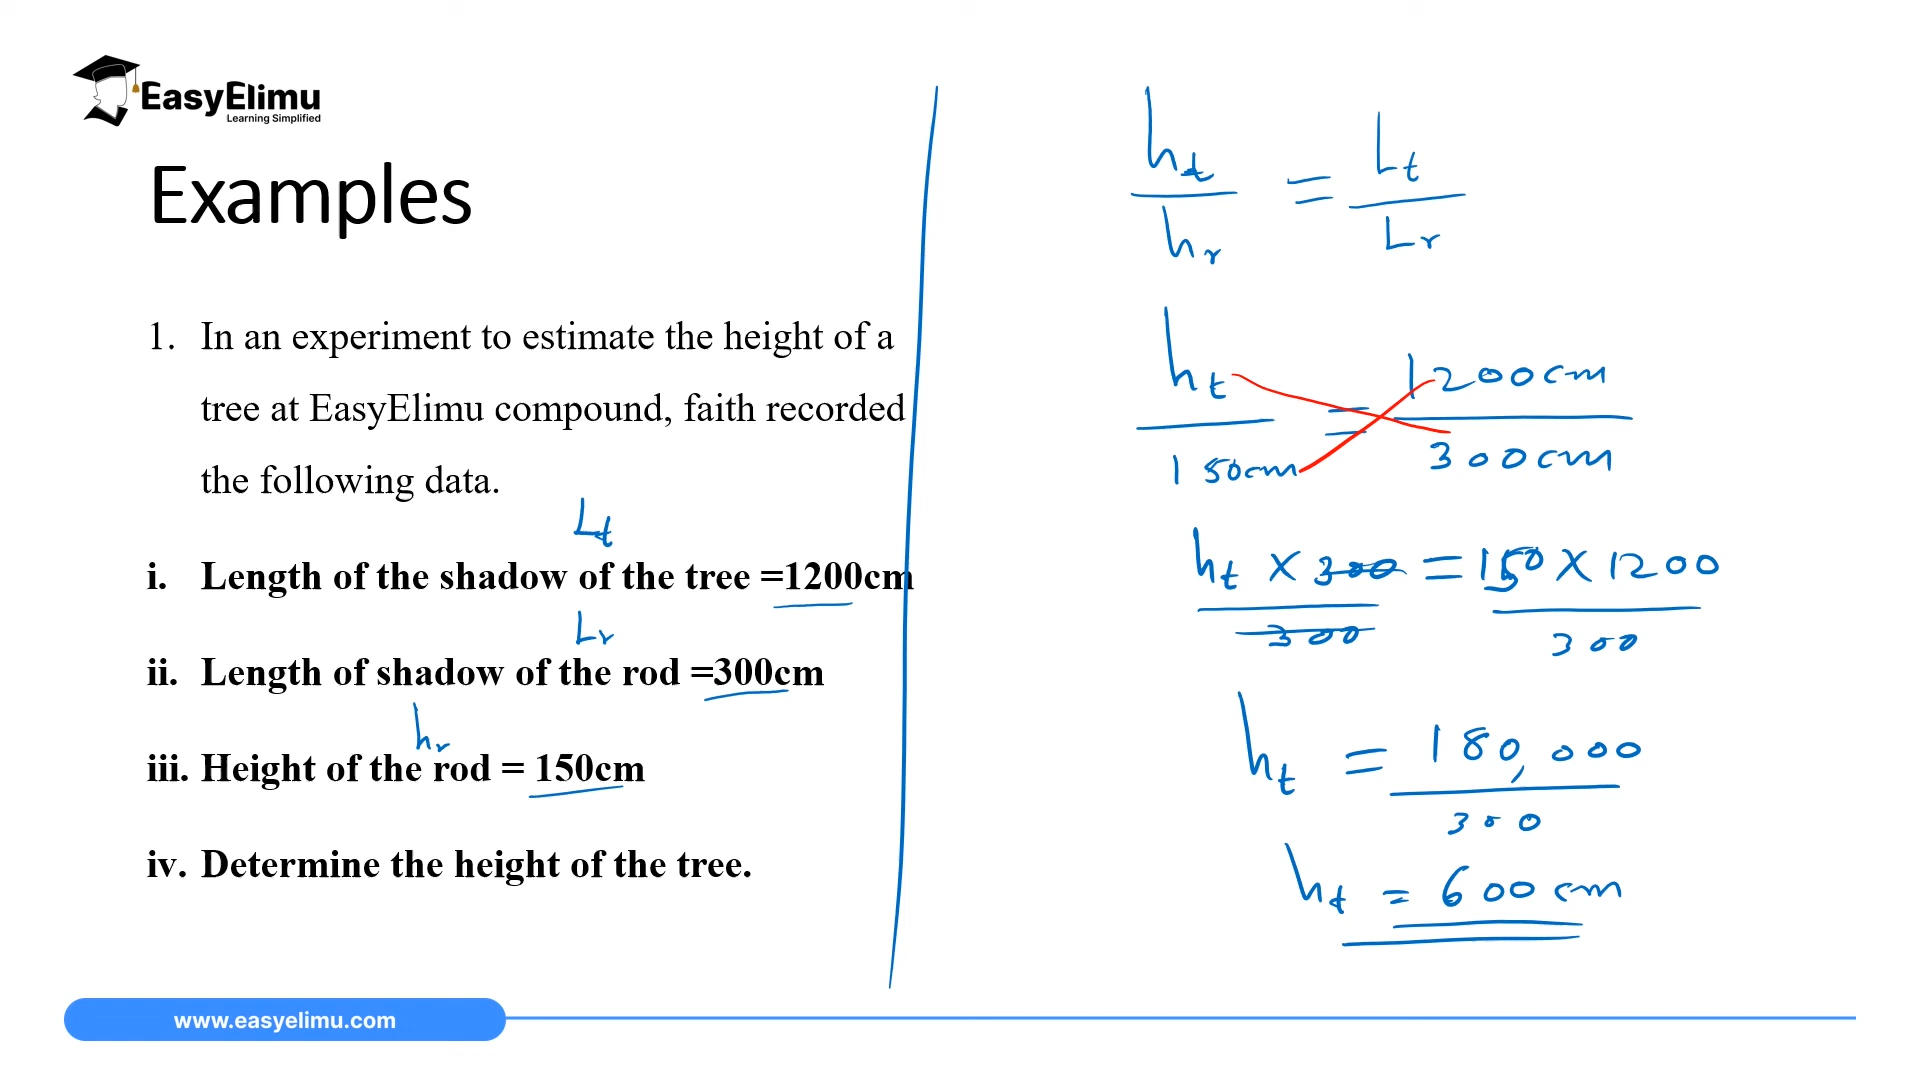 EasyElimu
Learning Simplified
Examples
1. In an experiment to estimate the height of a
tree at EasyElimu compound, faith recorded
the following data.
Lt
i. Length of the shadow of the tree =1200cm
Lr
ii. Length of shadow of the rod =300cm
hr
iii. Height of the rod = 150cm
iv. Determine the height of the tree.
ht = Lt
hr Lr
ht = 1200cm
150cm 300cm
ht × 300 = 150 × 1200
300 300
ht = 180,000
300
ht = 600cm
www.easyelimu.com